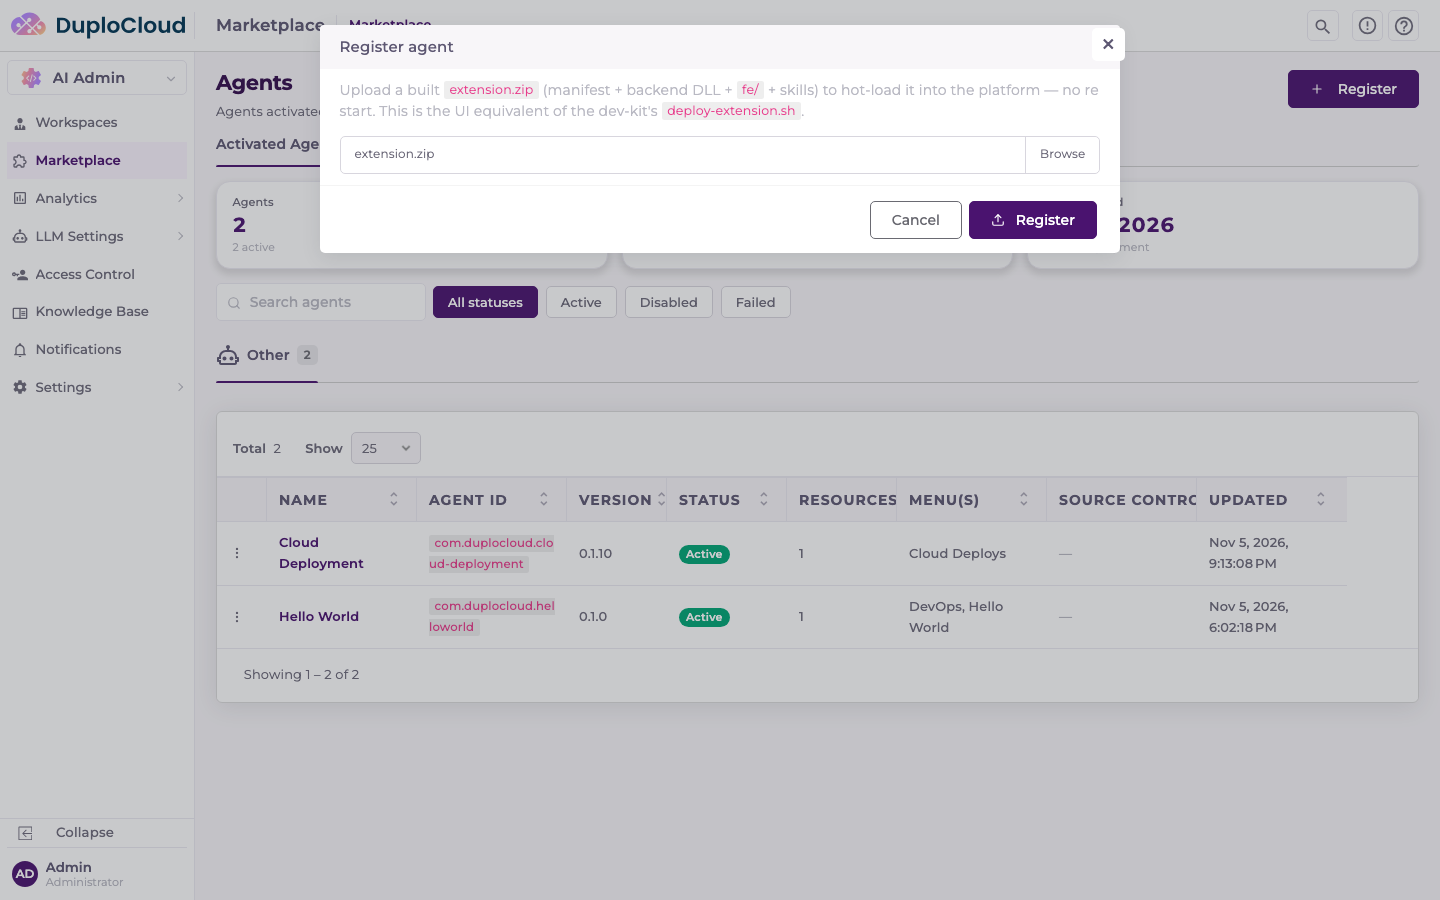 DuploCloud
Marketplace
Marketplace
AI Admin
Workspaces
Marketplace
Analytics
LLM Settings
Access Control
Knowledge Base
Notifications
Settings
Collapse
AD
Admin
Administrator
Register agent
Upload a built extension.zip (manifest + backend DLL + fe/ + skills) to hot-load it into the platform — no re
start. This is the UI equivalent of the dev-kit's deploy-extension.sh.
extension.zip
Browse
Cancel
Register
Agents
Agents activated
Register
Activated Age
Agents
2
2 active
2026
ment
Search agents
All statuses
Active
Disabled
Failed
Other 2
Total 2 Show 25
NAME AGENT ID VERSION STATUS RESOURCES MENU(S) SOURCE CONTRO UPDATED
Cloud
Deployment
com.duplocloud.clo
ud-deployment
0.1.10
Active
1
Cloud Deploys
—
Nov 5, 2026,
9:13:08 PM
Hello World
com.duplocloud.hel
loworld
0.1.0
Active
1
DevOps, Hello
World
—
Nov 5, 2026,
6:02:18 PM
Showing 1 – 2 of 2